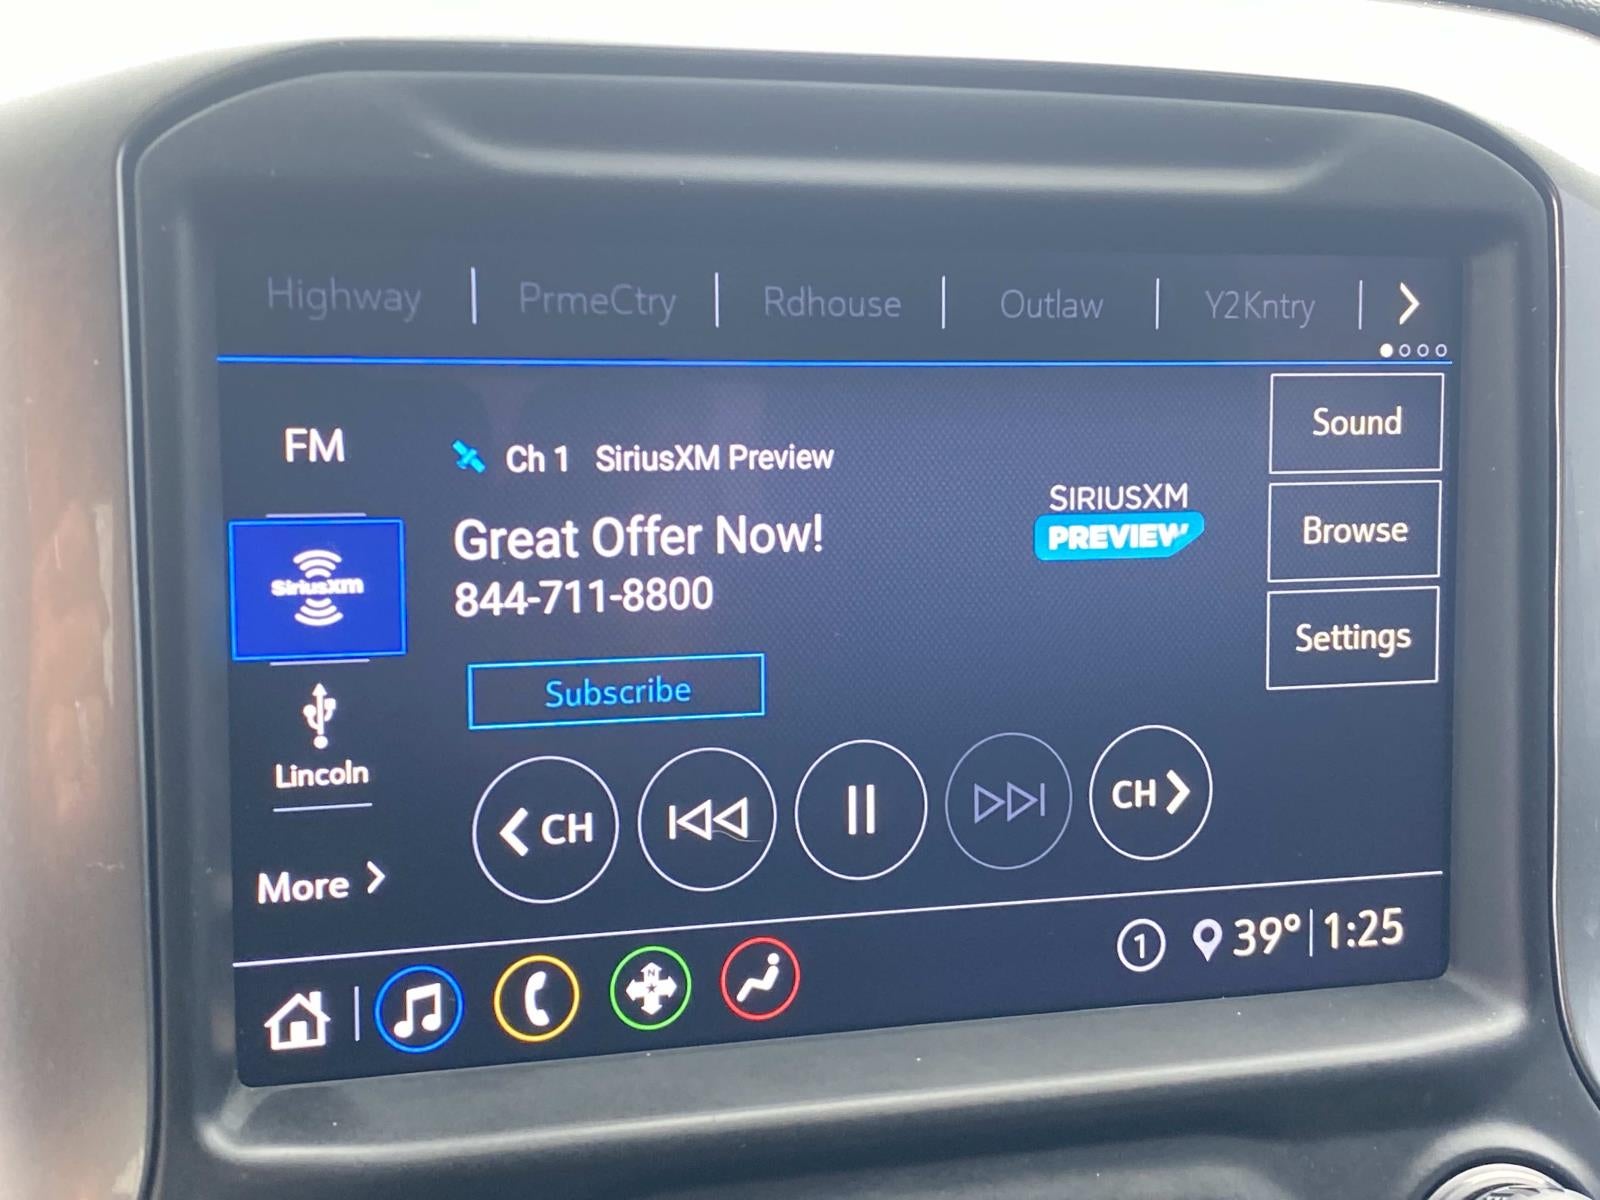 Highway PrmeCtry Rdhouse Outlaw Y2Kntry
FM
Ch 1 SiriusXM Preview
Sound
SIRIUSXM
PREVIEW
Great Offer Now!
Browse
SiriusXM
844-711-8800
Settings
Subscribe
Lincoln
CH
CH
More
1 39° 1:25
N